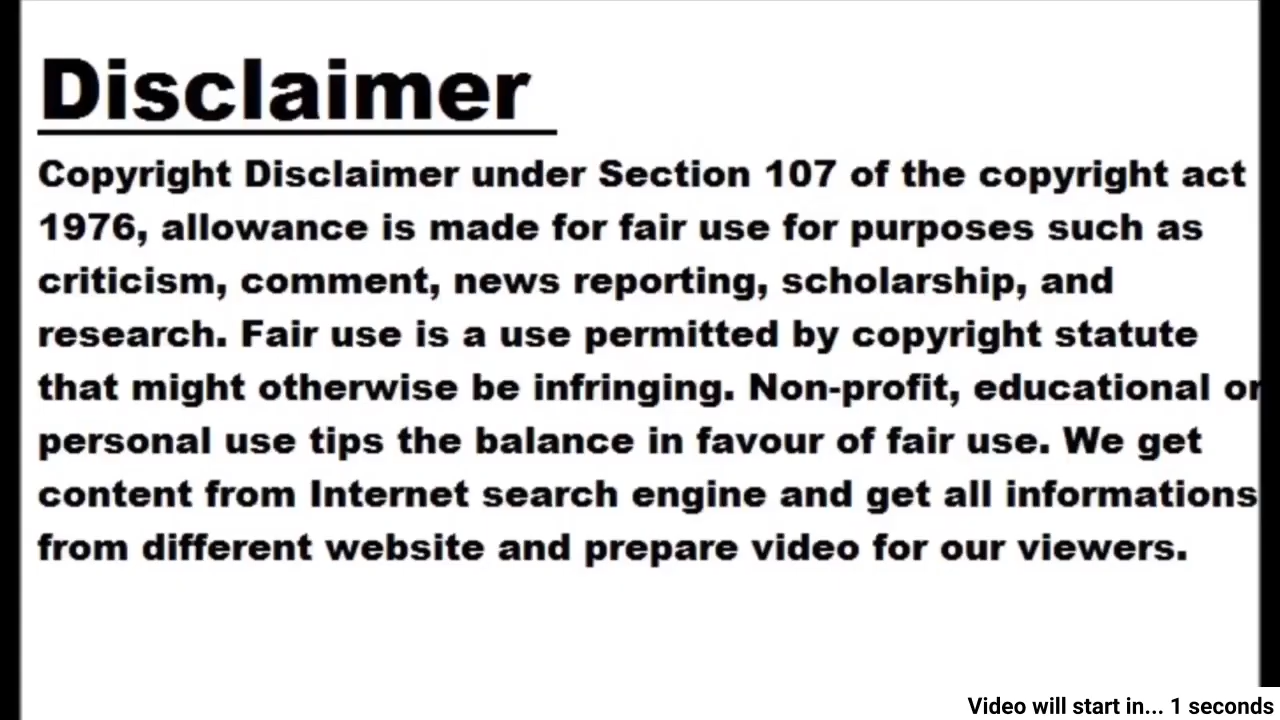 Disclaimer
Copyright Disclaimer under Section 107 of the copyright act
1976, allowance is made for fair use for purposes such as
criticism, comment, news reporting, scholarship, and
research. Fair use is a use permitted by copyright statute
that might otherwise be infringing. Non-profit, educational or
personal use tips the balance in favour of fair use. We get
content from Internet search engine and get all informations
from different website and prepare video for our viewers.
Video will start in... 1 seconds